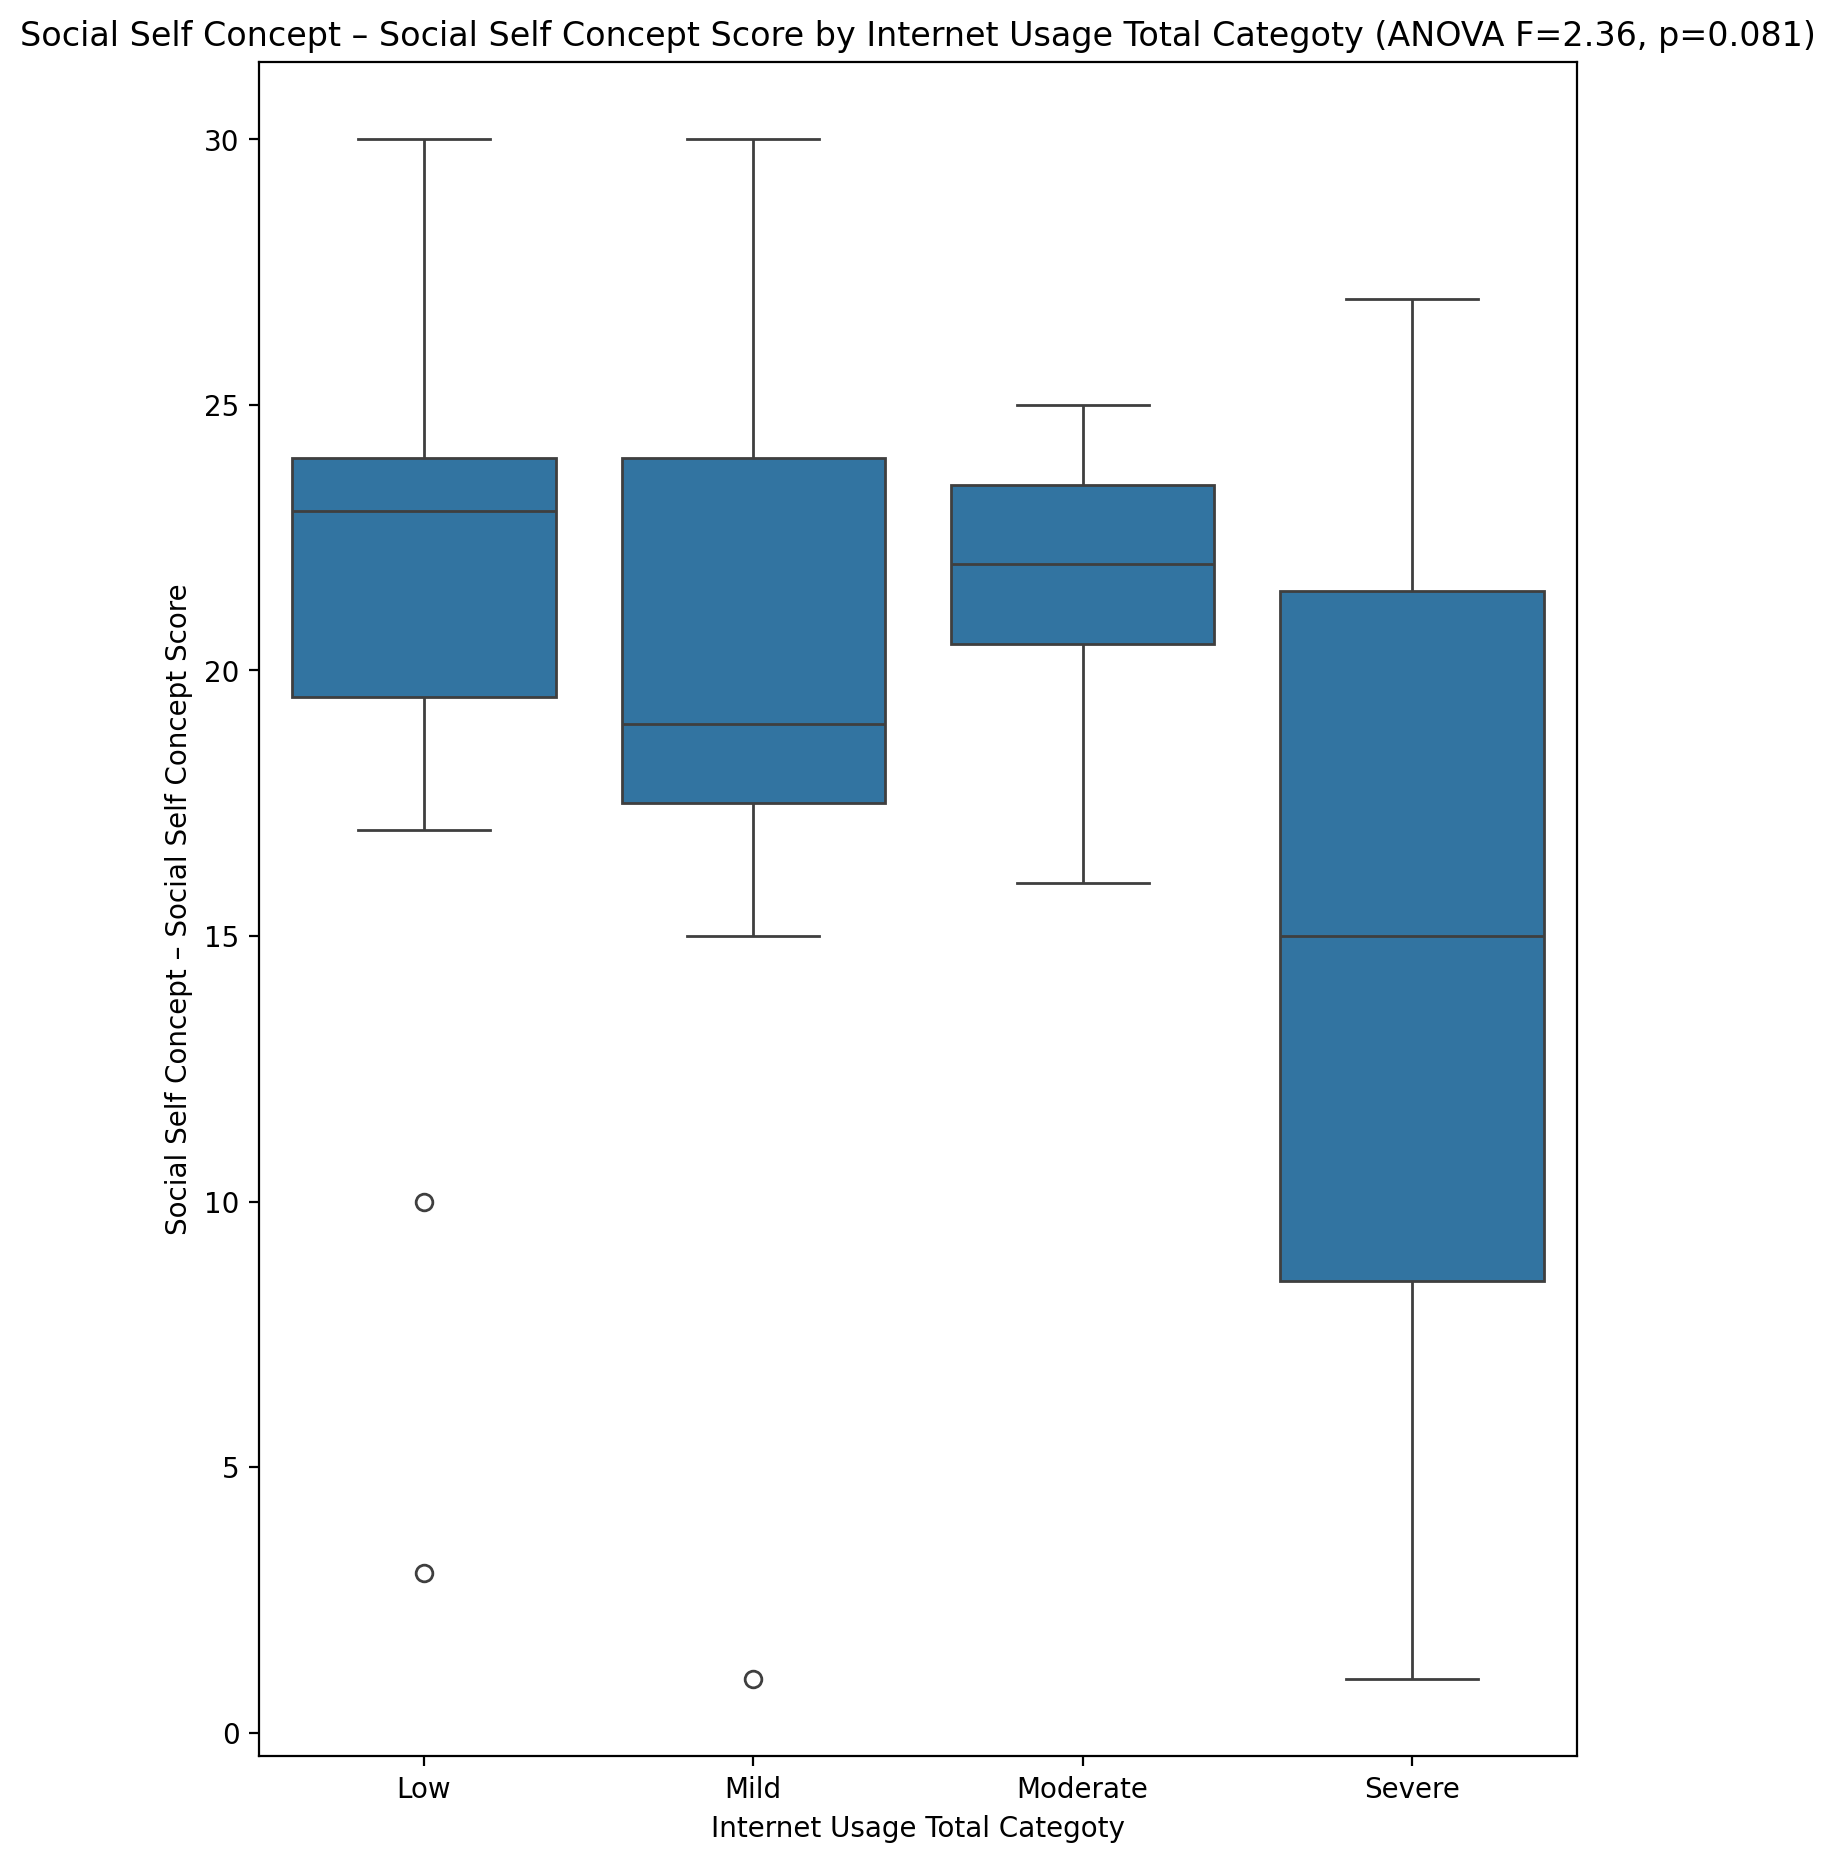 Social Self Concept – Social Self Concept Score by Internet Usage Total Categoty (ANOVA F=2.36, p=0.081)
Social Self Concept – Social Self Concept Score
30
25
20
15
10
5
0
Low
Mild
Moderate
Severe
Internet Usage Total Categoty